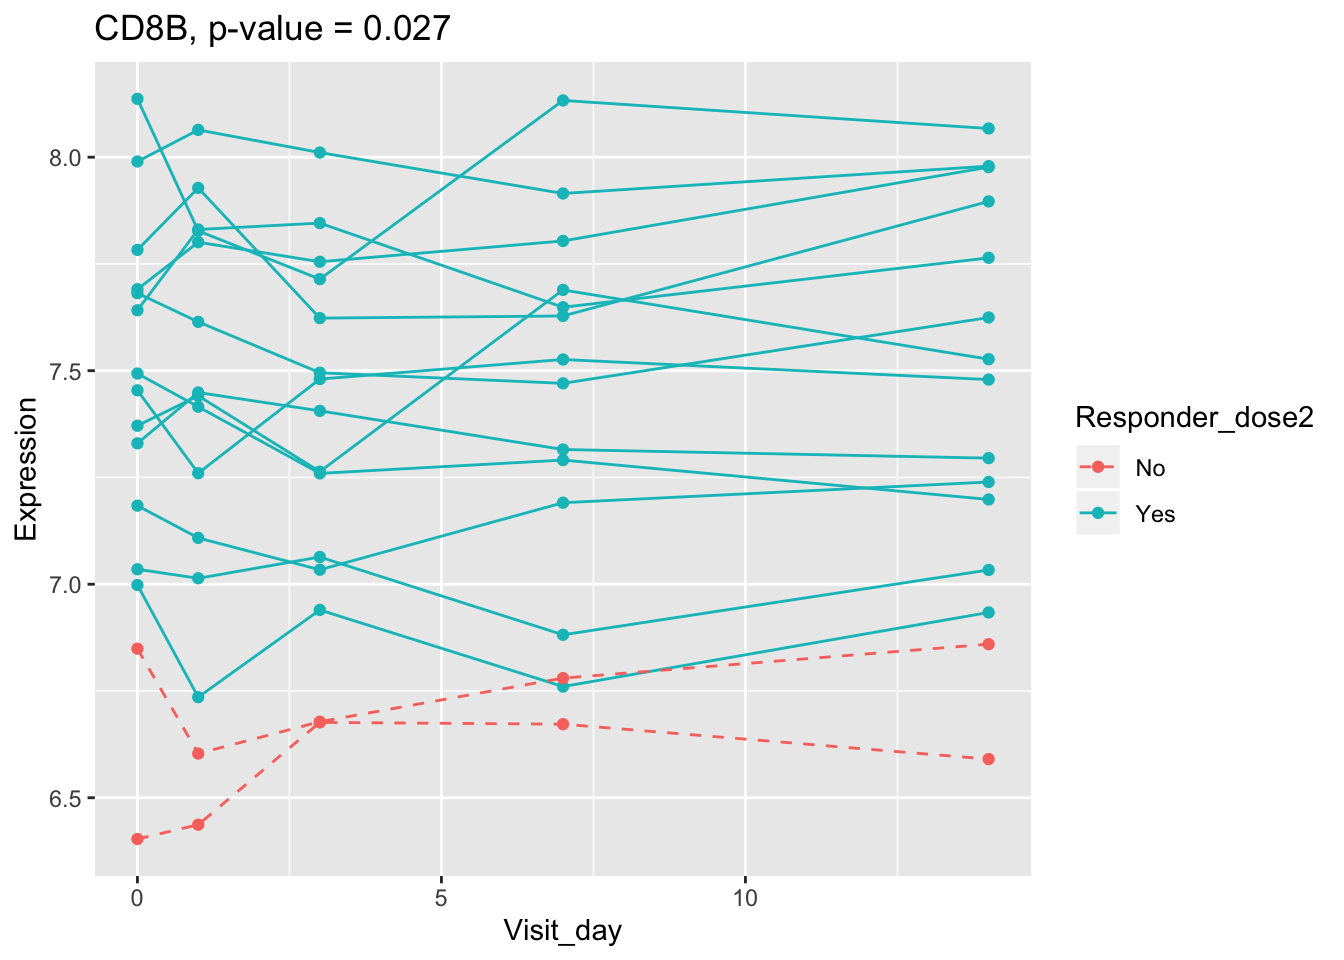 CD8B, p-value = 0.027
8.0
7.5
7.0
6.5
Expression
0
5
10
Visit_day
Responder_dose2
No
Yes